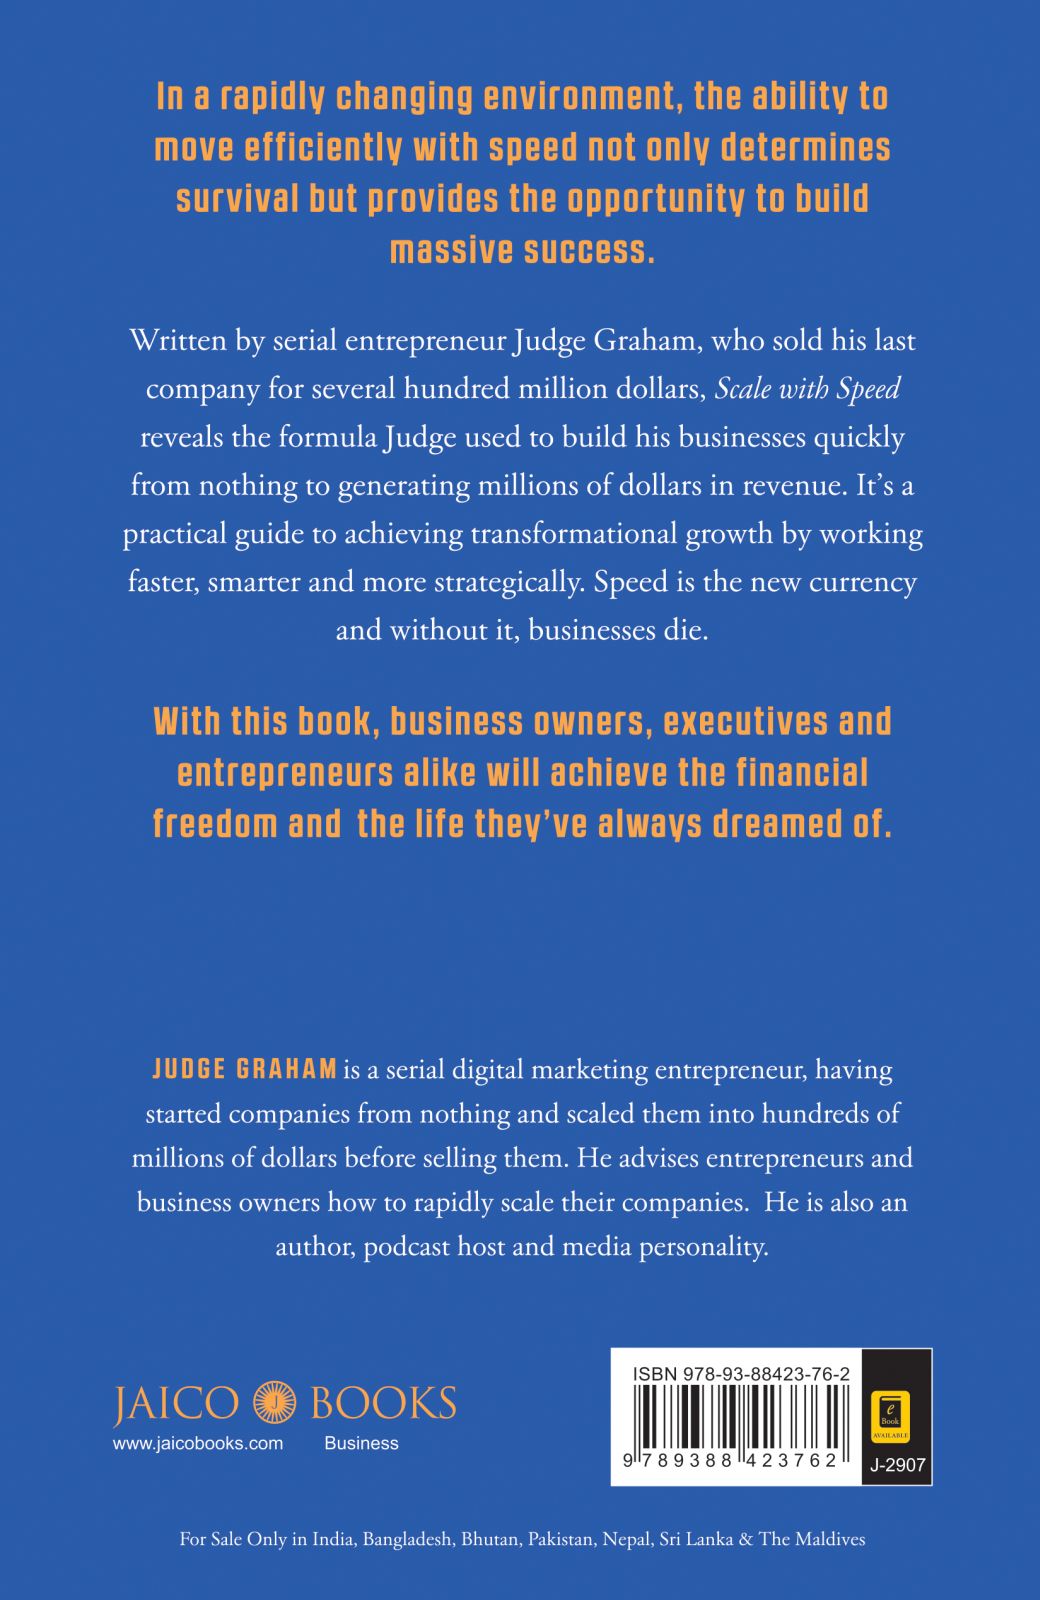 In a rapidly changing environment, the ability to
move efficiently with speed not only determines
survival but provides the opportunity to build
massive success.
Written by serial entrepreneur Judge Graham, who sold his last
company for several hundred million dollars, Scale with Speed
reveals the formula Judge used to build his businesses quickly
from nothing to generating millions of dollars in revenue. It's a
practical guide to achieving transformational growth by working
faster, smarter and more strategically. Speed is the new currency
and without it, businesses die.
With this book, business owners, executives and
entrepreneurs alike will achieve the financial
freedom and the life they've always dreamed of.
JUDGE GRAHAM is a serial digital marketing entrepreneur, having
started companies from nothing and scaled them into hundreds of
millions of dollars before selling them. He advises entrepreneurs and
business owners how to rapidly scale their companies. He is also an
author, podcast host and media personality.
JAICO J BOOKS
www.jaicobooks.com Business
ISBN 978-93-88423-76-2
9 789388 423762
e
Book
AVAILABLE
J-2907
For Sale Only in India, Bangladesh, Bhutan, Pakistan, Nepal, Sri Lanka & The Maldives